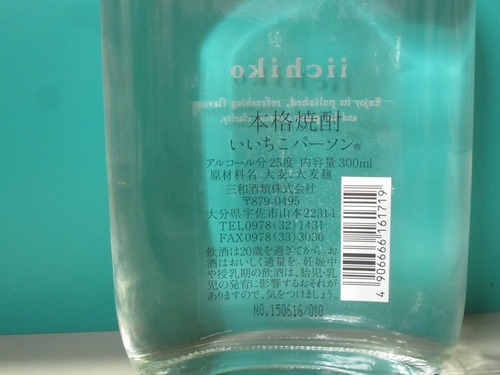 iichiko
Enjoy its polished, refreshing flavor
and clarity.
本格焼酎
いいちこパーソン®
アルコール分25度 内容量300ml
原材料名 大麦、大麦麹
三和酒類株式会社
〒879-0495
大分県宇佐市山本2231-1
TEL0978(32)1431
FAX0978(33)3030
飲酒は20歳を過ぎてから。お
酒はおいしく適量を。妊娠中
や授乳期の飲酒は、胎児・乳
児の発育に影響するおそれが
ありますので、気をつけましょう。
NO.150616/010
4 906666 161719